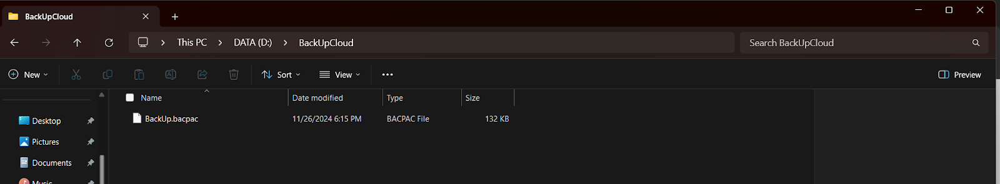 BackUpCloud
This PC > DATA (D:) > BackUpCloud
Search BackUpCloud
New
Sort
View
Preview
Name
Date modified
Type
Size
BackUp.bacpac
11/26/2024 6:15 PM
BACPAC File
132 KB
Desktop
Pictures
Documents
Music